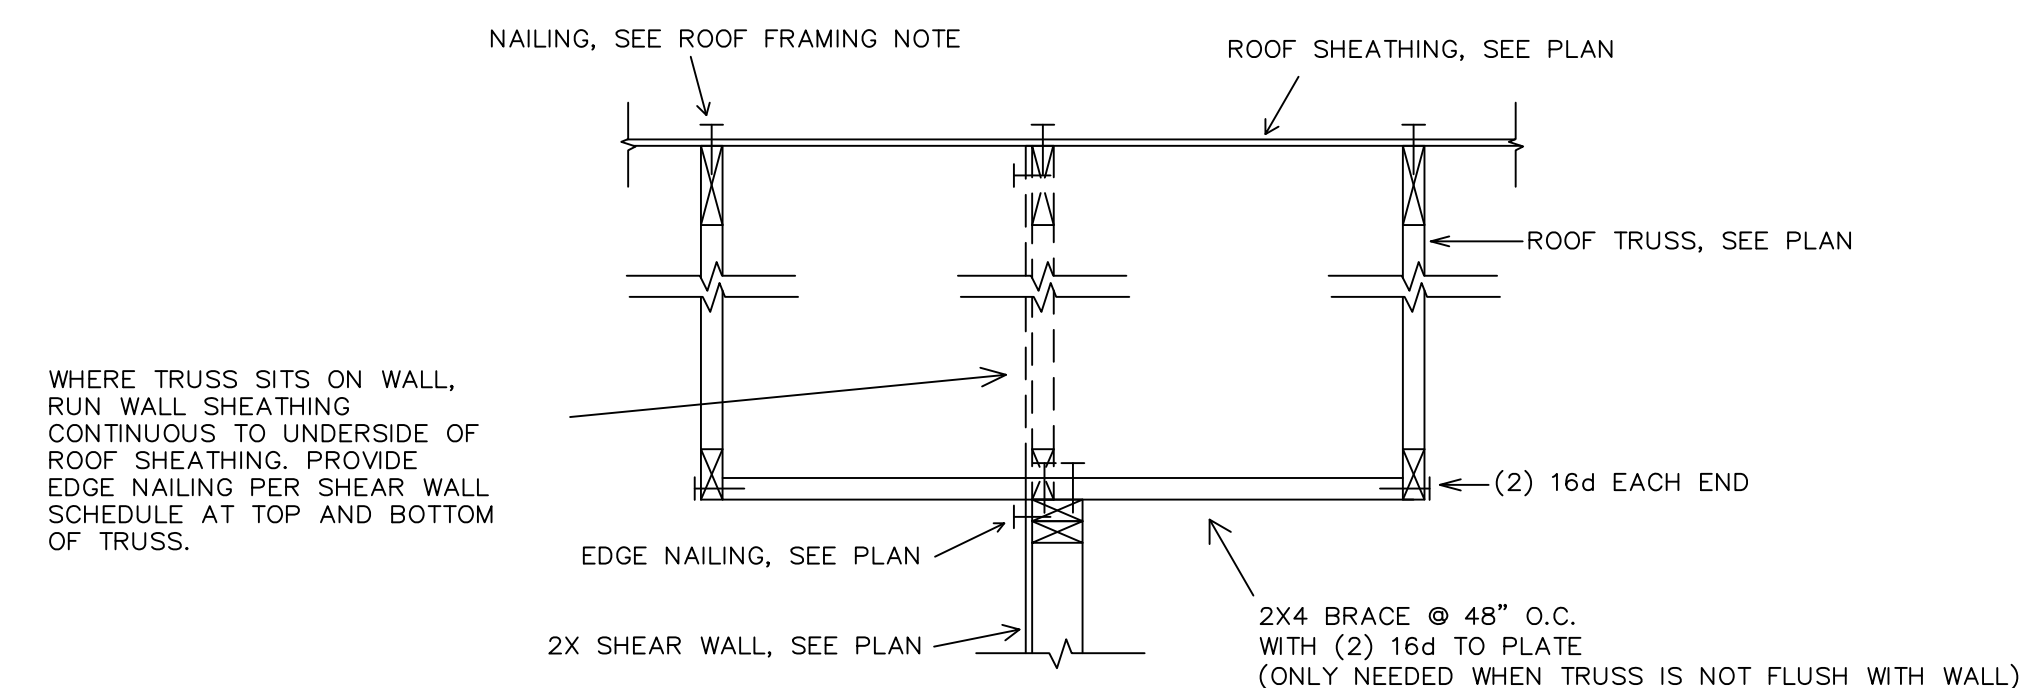 NAILING, SEE ROOF FRAMING NOTE
ROOF SHEATHING, SEE PLAN
ROOF TRUSS, SEE PLAN
WHERE TRUSS SITS ON WALL,
RUN WALL SHEATHING
CONTINUOUS TO UNDERSIDE OF
ROOF SHEATHING. PROVIDE
EDGE NAILING PER SHEAR WALL
SCHEDULE AT TOP AND BOTTOM
OF TRUSS.
(2) 16d EACH END
EDGE NAILING, SEE PLAN
2X SHEAR WALL, SEE PLAN
2X4 BRACE @ 48” O.C.
WITH (2) 16d TO PLATE
(ONLY NEEDED WHEN TRUSS IS NOT FLUSH WITH WALL)